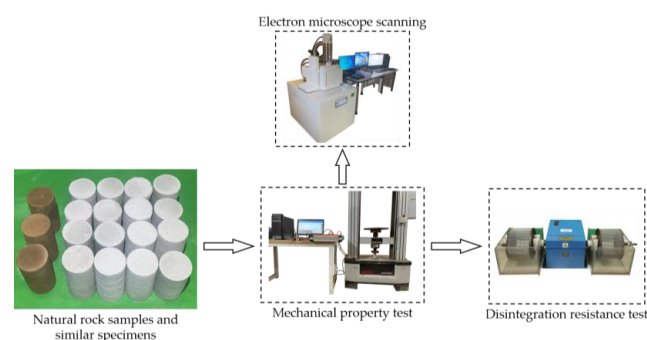 Electron microscope scanning
Natural rock samples and
similar specimens
Mechanical property test
Disintegration resistance test